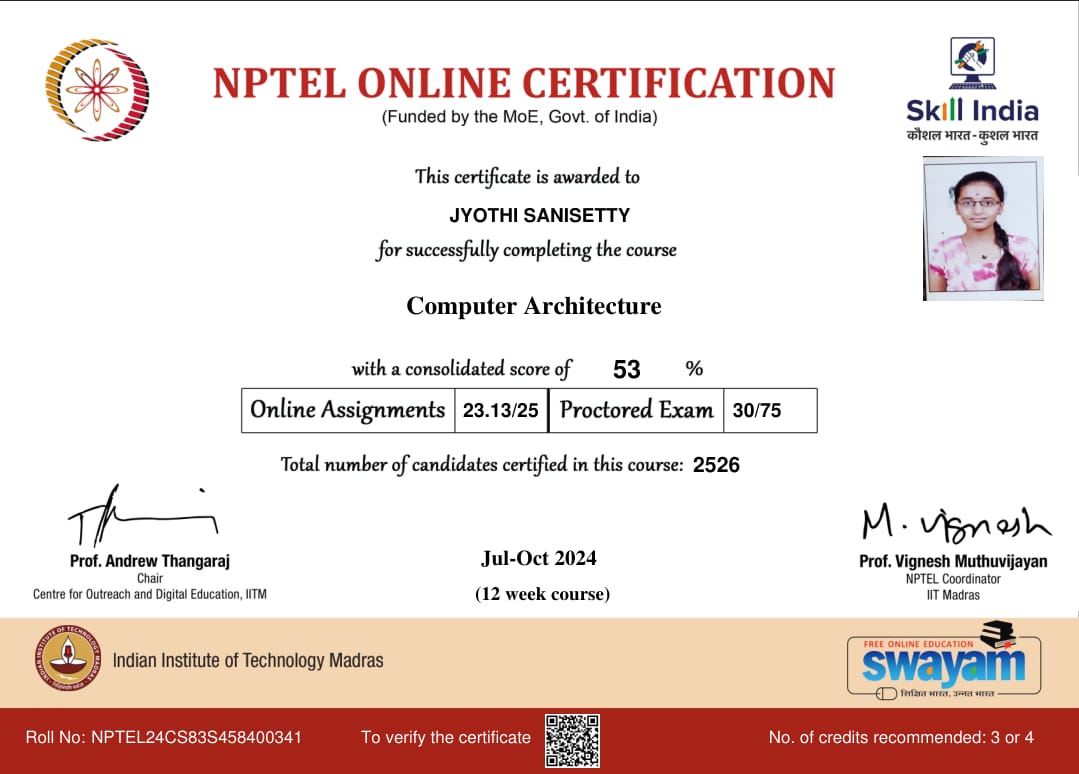 NPTEL ONLINE CERTIFICATION
(Funded by the MoE, Govt. of India)
Skill India
कौशल भारत - कुशल भारत
This certificate is awarded to
JYOTHI SANISETTY
for successfully completing the course
Computer Architecture
with a consolidated score of 53 %
Online Assignments 23.13/25 Proctored Exam 30/75
Total number of candidates certified in this course: 2526
M. Vignesh
Prof. Andrew Thangaraj
Chair
Centre for Outreach and Digital Education, IITM
Jul-Oct 2024
(12 week course)
Prof. Vignesh Muthuvijayan
NPTEL Coordinator
IIT Madras
INDIAN INSTITUTE OF TECHNOLOGY MADRAS
Indian Institute of Technology Madras
FREE ONLINE EDUCATION
swayam
शिक्षित भारत, उन्नत भारत
Roll No: NPTEL24CS83S458400341 To verify the certificate No. of credits recommended: 3 or 4